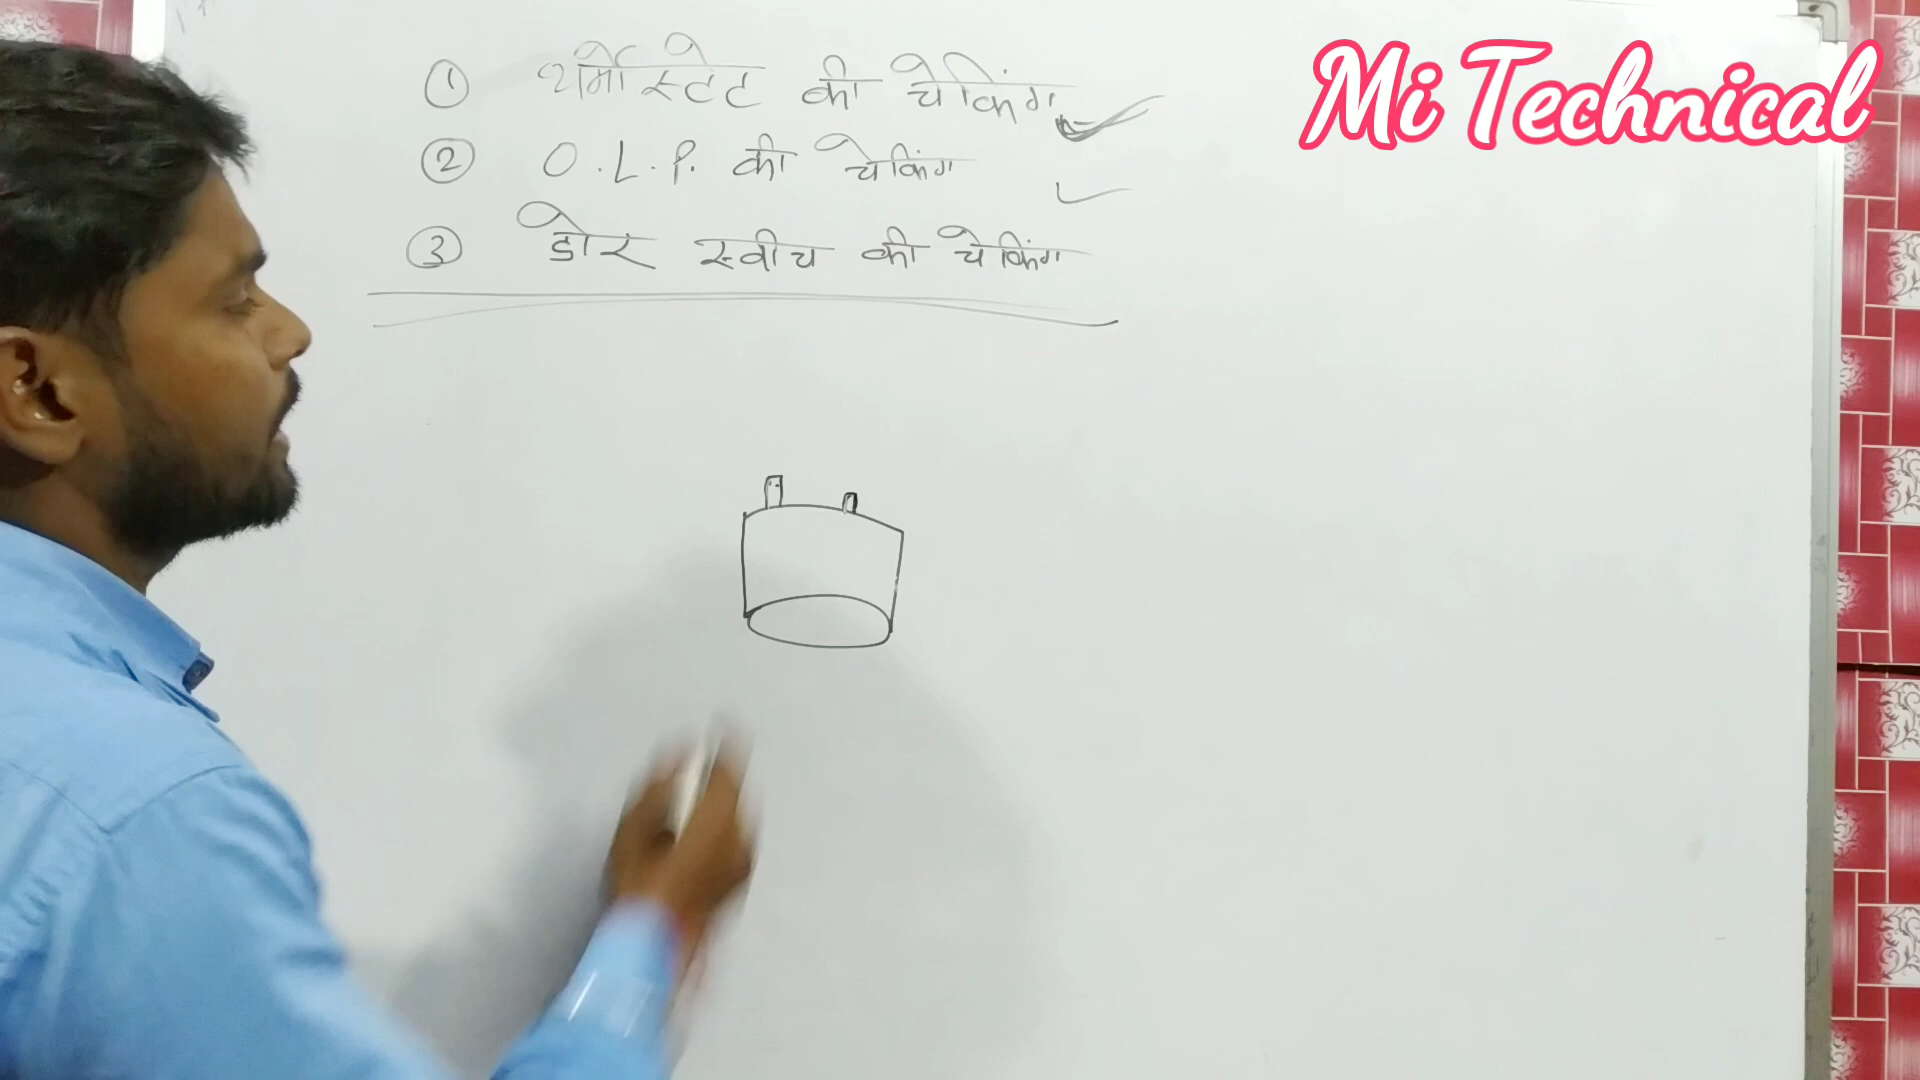 ① थर्मोस्टेट की चेकिंग
Mi Technical
② O.L.P. की चेकिंग
③ डोर स्वीच की चेकिंग